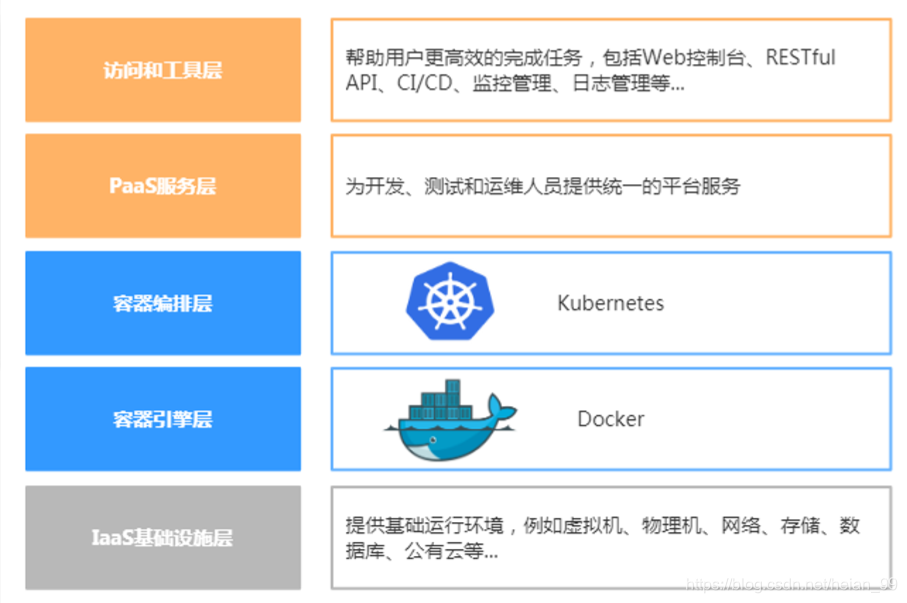 访问和工具层
帮助用户更高效的完成任务，包括Web控制台、RESTful
API、CI/CD、监控管理、日志管理等...
PaaS服务层
为开发、测试和运维人员提供统一的平台服务
容器编排层
Kubernetes
容器引擎层
Docker
IaaS基础设施层
提供基础运行环境，例如虚拟机、物理机、网络、存储、数
据库、公有云等...
https://blog.csdn.net/heian_99